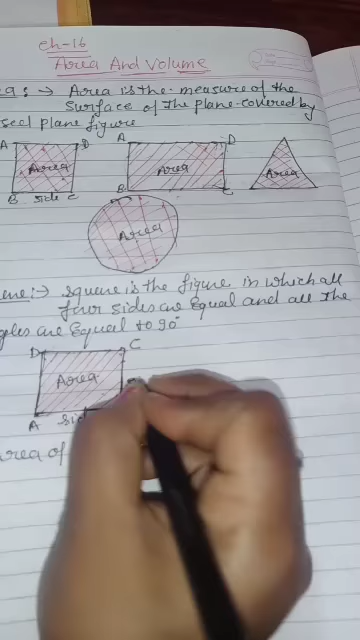 Ch-16
Area And Volume
Area is the measure of the
Surface of The plane covered by
plane figure
A D A D
Area Area Area
B side C B C
Area
square is the figure in which all
four sides are Equal and all The
are Equal to 90°
D C
Area
A
Area of